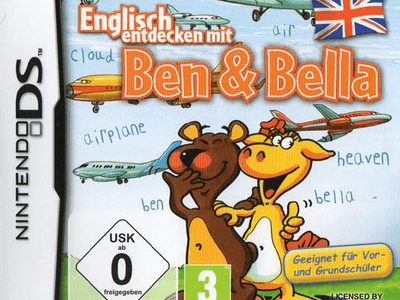 NINTENDO DS
™
Englisch
entdecken mit
Ben & Bella
air
cloud
airplane
heaven
ben
bella
USK
ab
0
freigegeben
3
Geeignet für Vor-
und Grundschüler
LICENSED BY